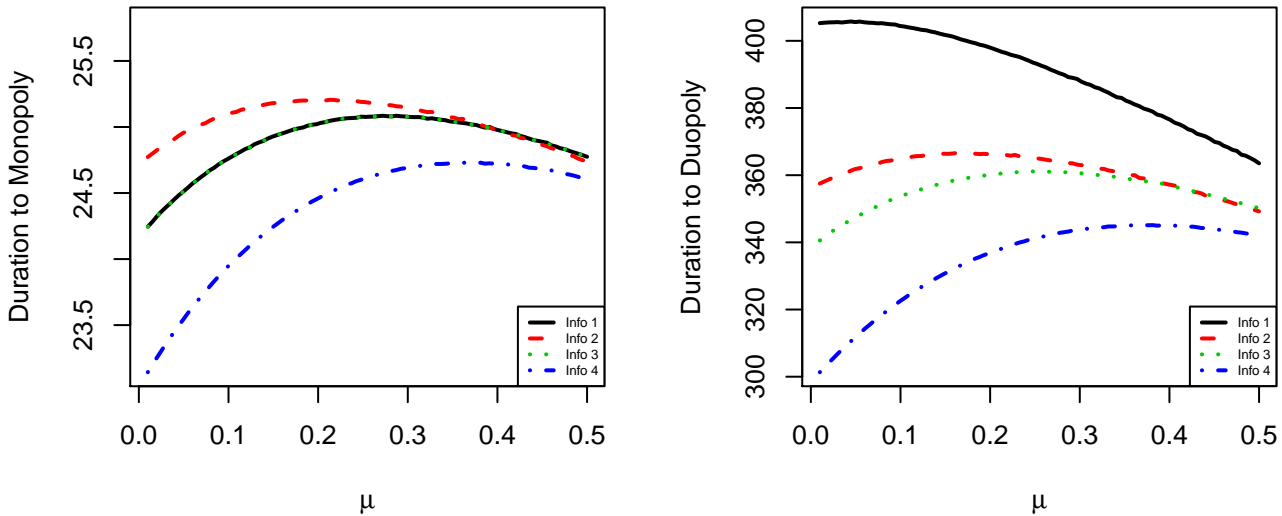 Duration to Monopoly
25.5
24.5
23.5
0.0 0.1 0.2 0.3 0.4 0.5
μ
Info 1
Info 2
Info 3
Info 4
Duration to Duopoly
400
380
360
340
320
300
0.0 0.1 0.2 0.3 0.4 0.5
μ
Info 1
Info 2
Info 3
Info 4